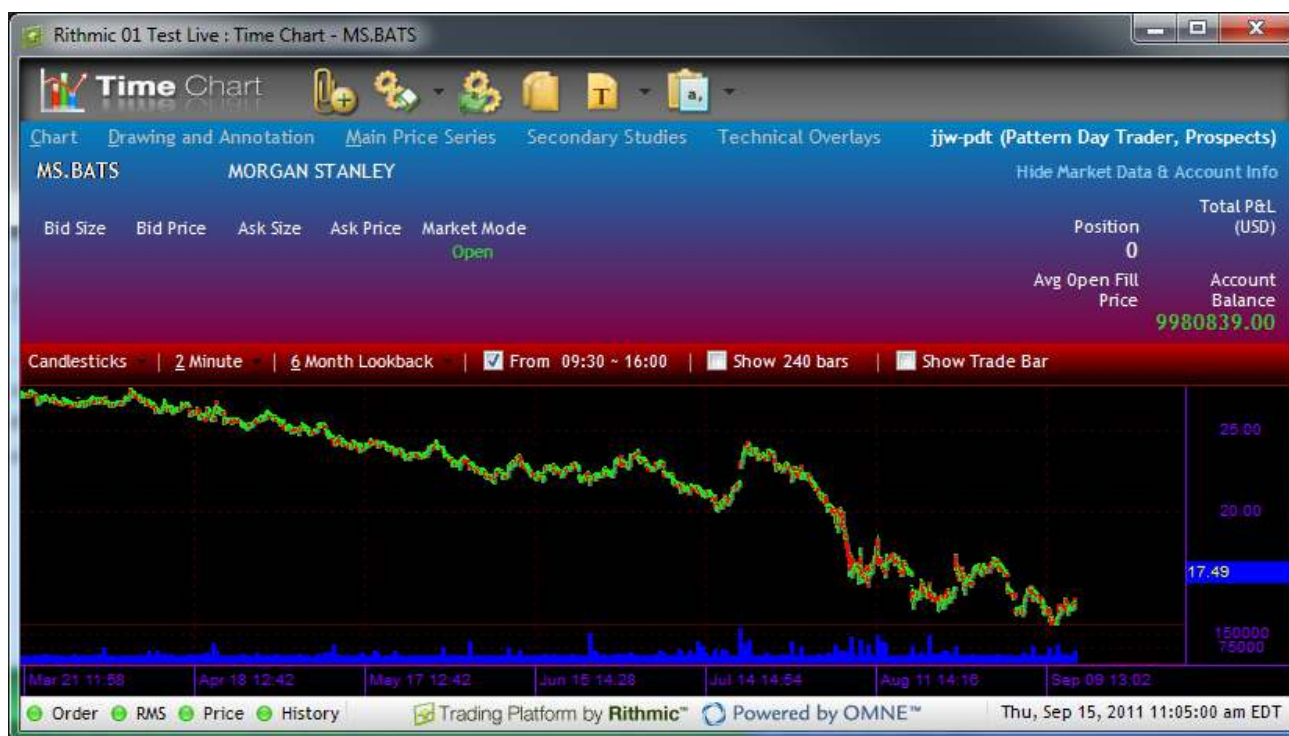 Rithmic 01 Test Live : Time Chart - MS.BATS
Time Chart
T
a,
Chart Drawing and Annotation Main Price Series Secondary Studies Technical Overlays jjw-pdt (Pattern Day Trader, Prospects)
MS.BATS MORGAN STANLEY Hide Market Data & Account Info
Bid Size Bid Price Ask Size Ask Price Market Mode Position Total P&L (USD)
Open 0
Avg Open Fill Price Account Balance
9980839.00
Candlesticks | 2 Minute | 6 Month Lookback | From 09:30 ~ 16:00 | Show 240 bars | Show Trade Bar
25.00
20.00
17.49
150000
75000
Mar 21 11:58 Apr 18 12:42 May 17 12:42 Jun 15 14:28 Jul 14 14:54 Aug 11 14:16 Sep 09 13:02
Order RMS Price History Trading Platform by Rithmic™ Powered by OMNE™ Thu, Sep 15, 2011 11:05:00 am EDT